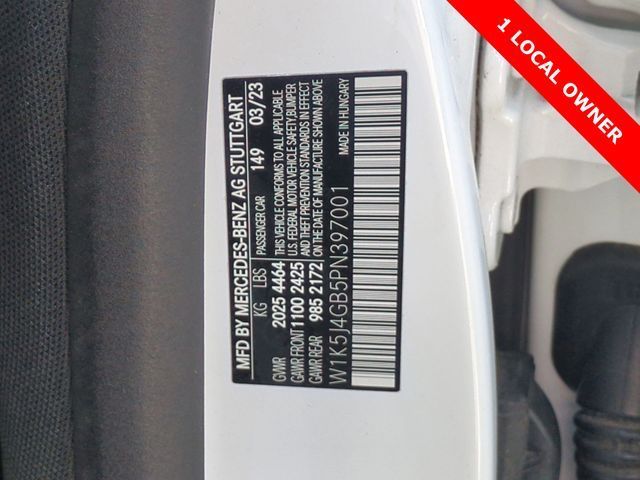 1 LOCAL OWNER
MFD BY MERCEDES-BENZ AG STUTTGART
KG LBS PASSENGER CAR 149 03/23
GVWR 2025 4464 THIS VEHICLE CONFORMS TO ALL APPLICABLE
GAWR FRONT 1100 2425 U.S. FEDERAL MOTOR VEHICLE SAFETY, BUMPER
AND THEFT PREVENTION STANDARDS IN EFFECT
GAWR REAR 985 2172 ON THE DATE OF MANUFACTURE SHOWN ABOVE
W1K5J4GB5PN397001 MADE IN HUNGARY